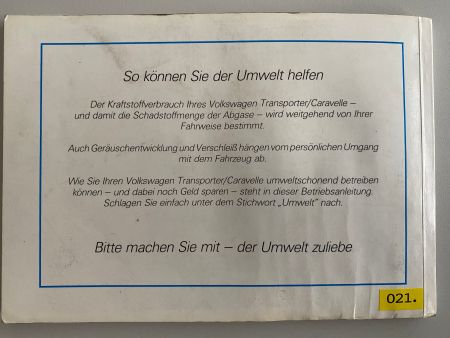 So können Sie der Umwelt helfen
Der Kraftstoffverbrauch Ihres Volkswagen Transporter/Caravelle –
und damit die Schadstoffmenge der Abgase – wird weitgehend von Ihrer
Fahrweise bestimmt.
Auch Geräuschentwicklung und Verschleiß hängen vom persönlichen Umgang
mit dem Fahrzeug ab.
Wie Sie Ihren Volkswagen Transporter/Caravelle umweltschonend betreiben
können – und dabei noch Geld sparen – steht in dieser Betriebsanleitung.
Schlagen Sie einfach unter dem Stichwort „Umwelt" nach.
Bitte machen Sie mit – der Umwelt zuliebe
021.